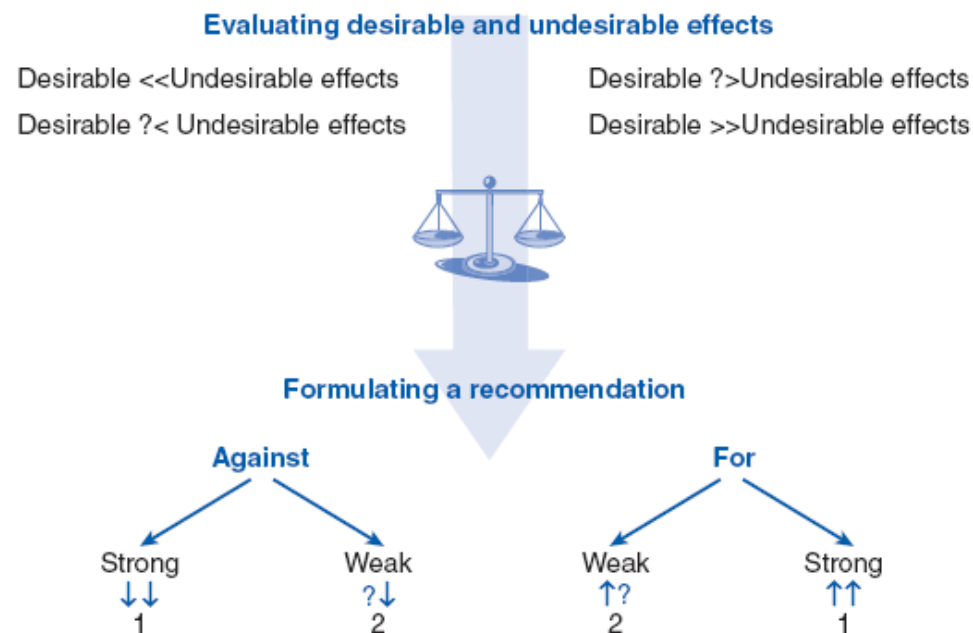 Evaluating desirable and undesirable effects
Desirable <<Undesirable effects
Desirable ?>Undesirable effects
Desirable ?< Undesirable effects
Desirable >>Undesirable effects
Formulating a recommendation
Against
For
Strong
Weak
Weak
Strong
↓↓
?↓
↑?
↑↑
1
2
2
1